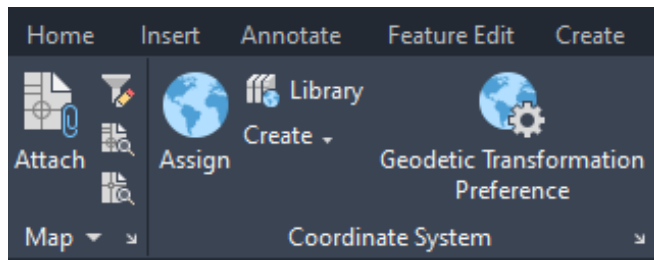 Home Insert Annotate Feature Edit Create
Attach
Assign
Library
Create
Geodetic Transformation
Preference
Map
Coordinate System